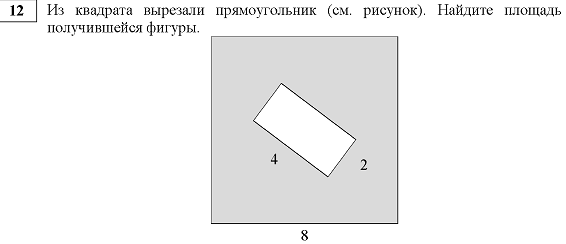 12 Из квадрата вырезали прямоугольник (см. рисунок). Найдите площадь
получившейся фигуры.
4
2
8